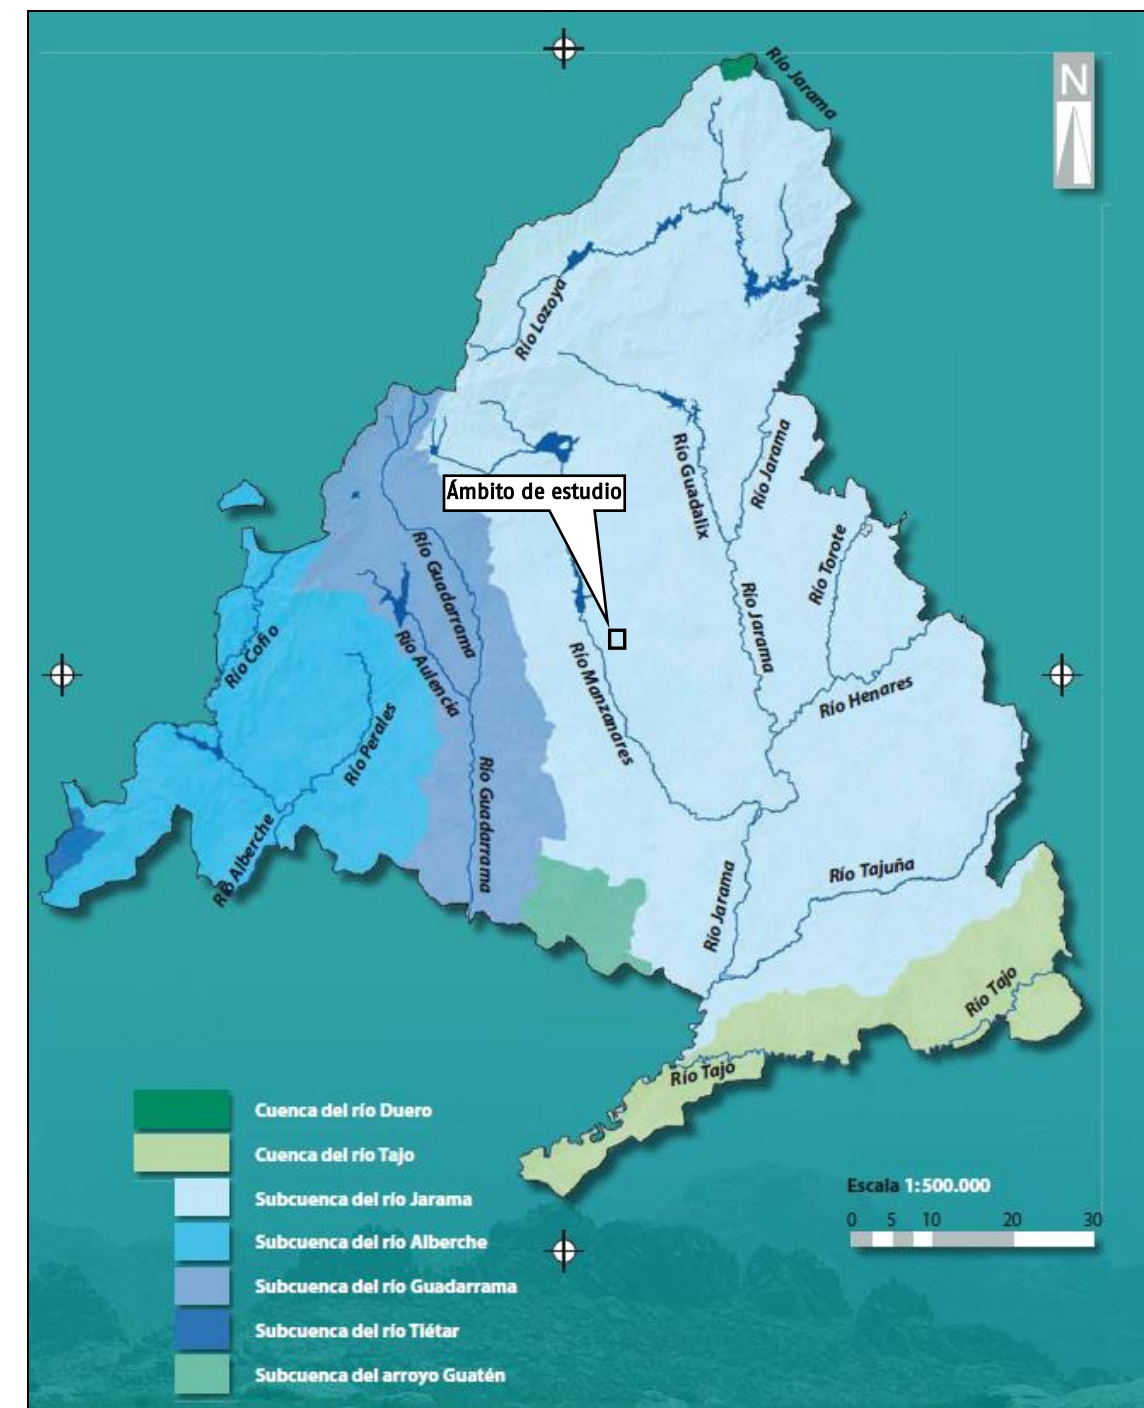 Río Jarama
N
Río Lozoya
Río Guadalix
Río Jarama
Ámbito de estudio
Río Torote
Río Guadarrama
Río Jarama
Río Cofio
Río Aulencia
Río Manzanares
Río Henares
Río Perales
Río Guadarrama
Río Alberche
Río Tajuña
Río Jarama
Río Tajo
Río Tajo
Cuenca del río Duero
Cuenca del río Tajo
Subcuenca del río Jarama
Subcuenca del río Alberche
Subcuenca del río Guadarrama
Subcuenca del río Tiétar
Subcuenca del arroyo Guatén
Escala 1:500.000
0 5 10 20 30